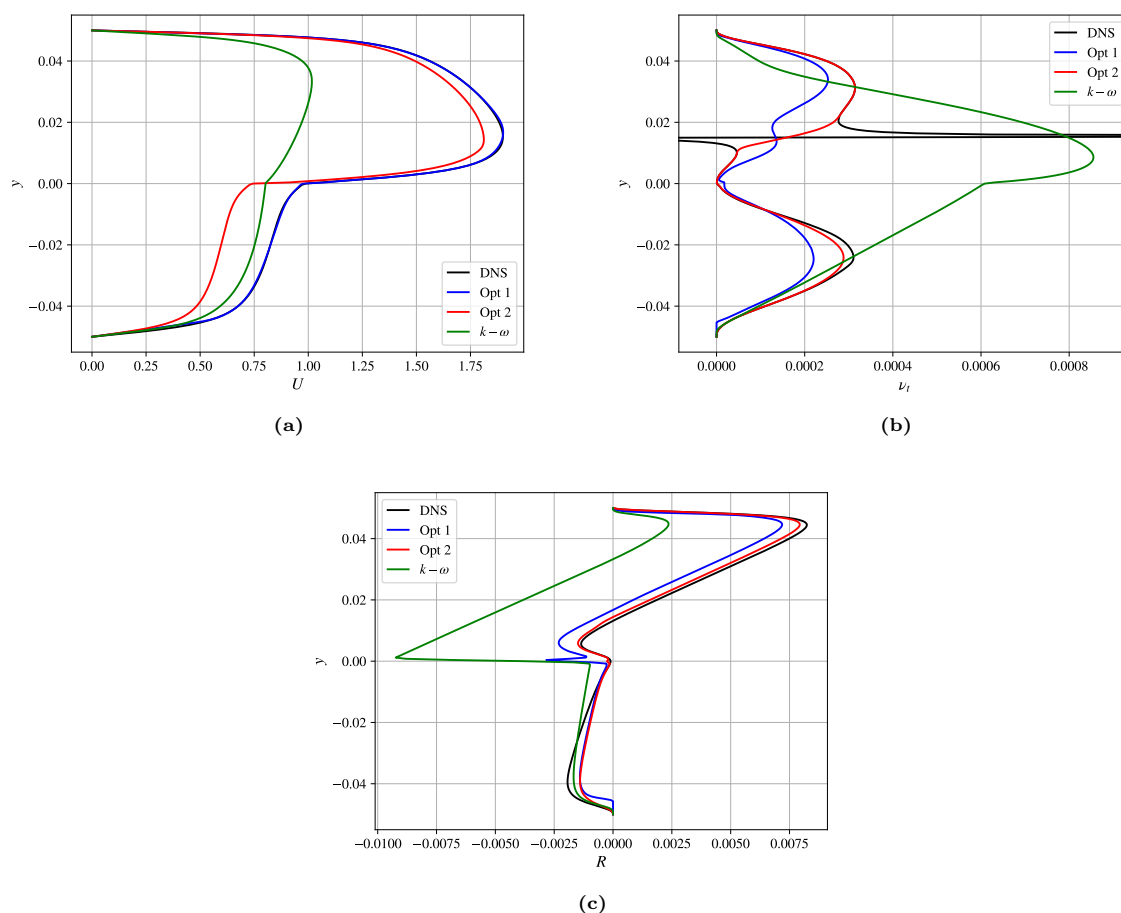 DNS
Opt 1
Opt 2
k − ω
0.04
0.02
0.00
−0.02
−0.04
y
0.00
0.25
0.50
0.75
1.00
1.25
1.50
1.75
U
(a)
DNS
Opt 1
Opt 2
k − ω
0.04
0.02
0.00
−0.02
−0.04
y
0.0000
0.0002
0.0004
0.0006
0.0008
ν_t
(b)
DNS
Opt 1
Opt 2
k − ω
0.04
0.02
0.00
−0.02
−0.04
y
−0.0100
−0.0075
−0.0050
−0.0025
0.0000
0.0025
0.0050
0.0075
R
(c)